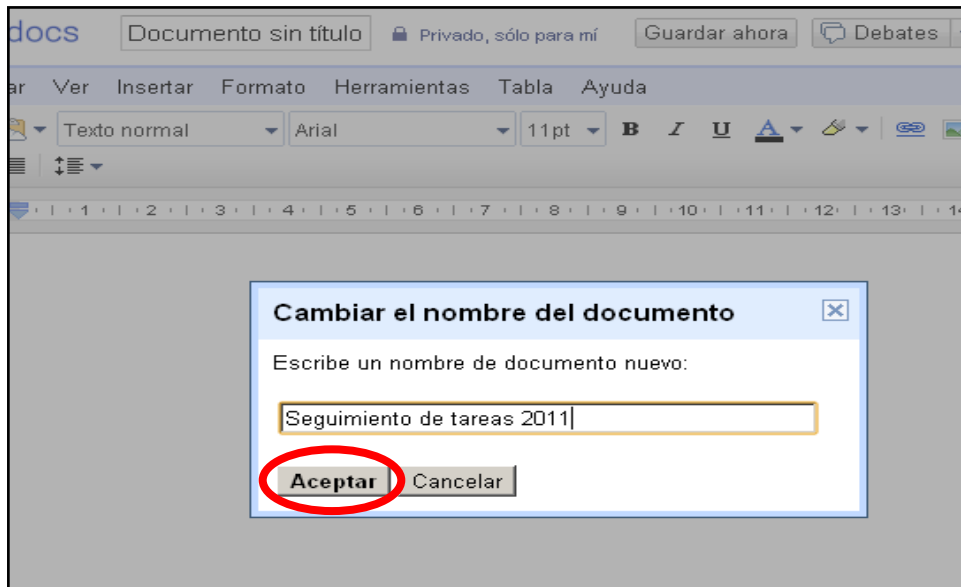 docs Documento sin título Privado, sólo para mí Guardar ahora Debates
ar Ver Insertar Formato Herramientas Tabla Ayuda
Texto normal Arial 11pt B I U A
1 2 3 4 5 6 7 8 9 10 11 12 13 14
Cambiar el nombre del documento
Escribe un nombre de documento nuevo:
Seguimiento de tareas 2011
Aceptar Cancelar